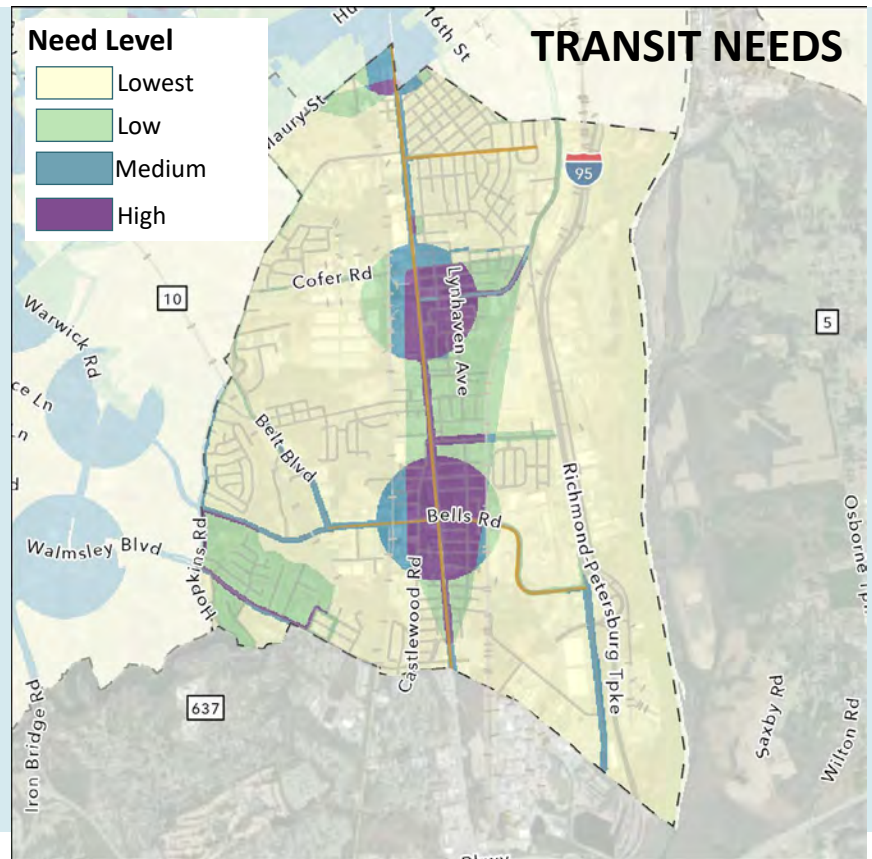 TRANSIT NEEDS
Need Level
Lowest
Low
Medium
High
16th St
Maury St
95
Cofer Rd
Lynhaven Ave
10
5
Warwick Rd
Belt Blvd
Bells Rd
Richmond-Petersburg Tpke
Walmsley Blvd
Hopkins Rd
Castlewood Rd
637
Iron Bridge Rd
Saxby Rd
Wilton Rd